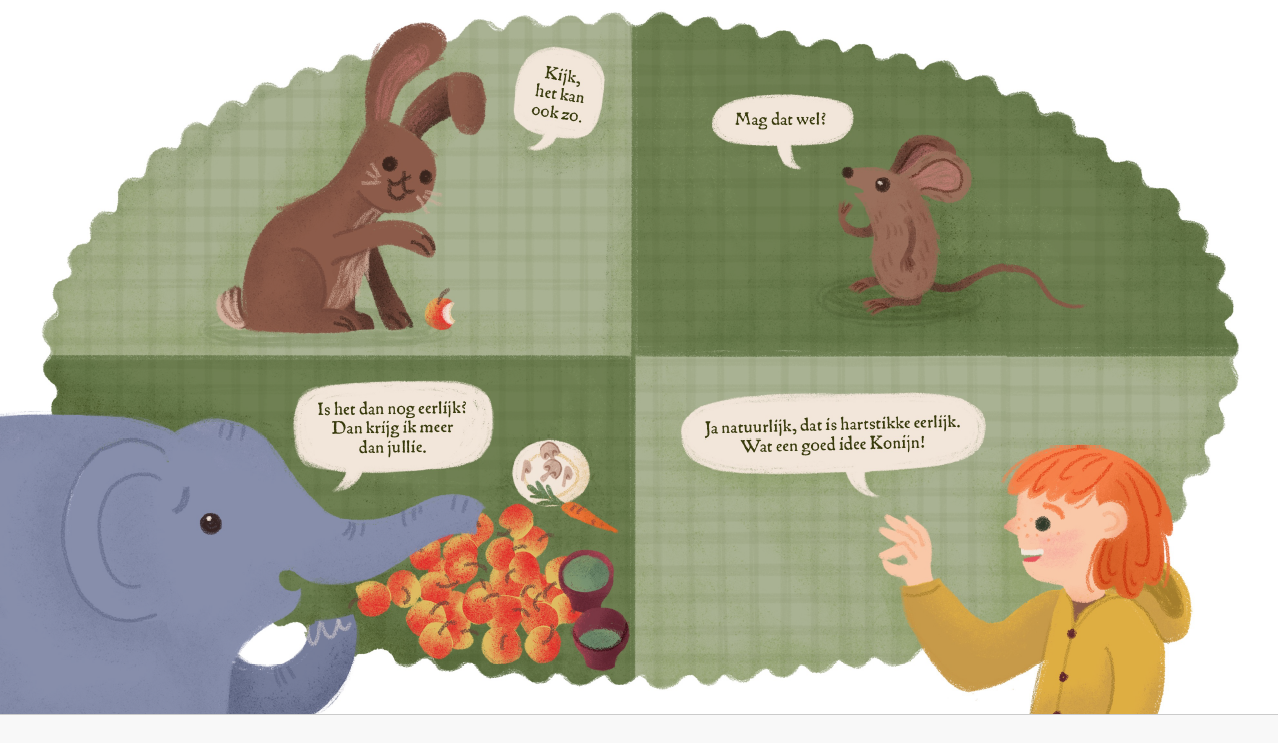 Kijk,
het kan
ook zo.
Mag dat wel?
Is het dan nog eerlijk?
Dan krijg ik meer
dan jullie.
Ja natuurlijk, dat is hartstikke eerlijk.
Wat een goed idee Konijn!